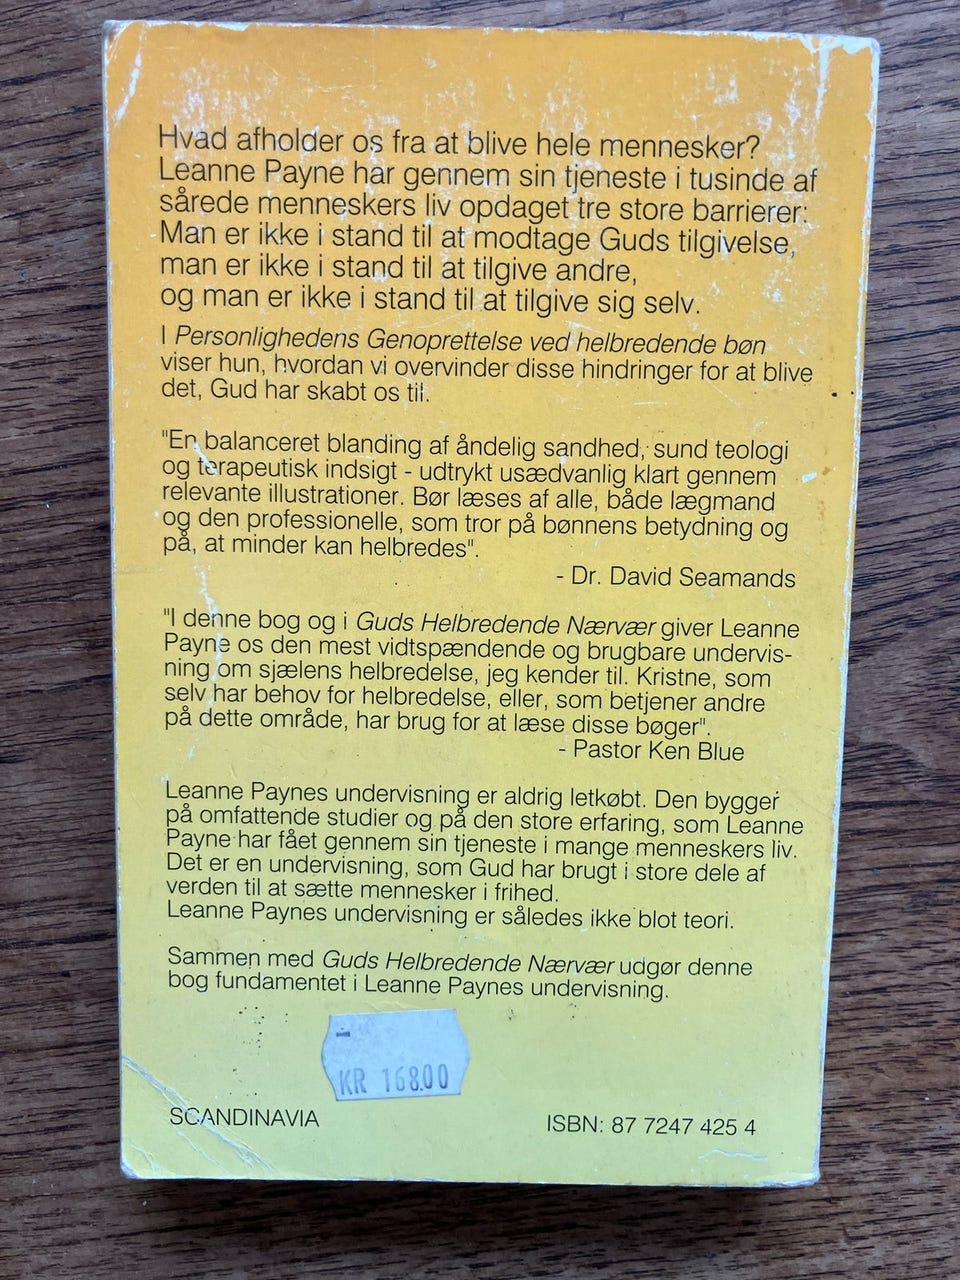 Hvad afholder os fra at blive hele mennesker?
Leanne Payne har gennem sin tjeneste i tusinde af
sårede menneskers liv opdaget tre store barrierer:
Man er ikke i stand til at modtage Guds tilgivelse,
man er ikke i stand til at tilgive andre,
og man er ikke i stand til at tilgive sig selv.
I Personlighedens Genoprettelse ved helbredende bøn
viser hun, hvordan vi overvinder disse hindringer for at blive
det, Gud har skabt os til.
"En balanceret blanding af åndelig sandhed, sund teologi
og terapeutisk indsigt - udtrykt usædvanlig klart gennem
relevante illustrationer. Bør læses af alle, både lægmand
og den professionelle, som tror på bønnens betydning og
på, at minder kan helbredes".
- Dr. David Seamands
"I denne bog og i Guds Helbredende Nærvær giver Leanne
Payne os den mest vidtspændende og brugbare undervis-
ning om sjælens helbredelse, jeg kender til. Kristne, som
selv har behov for helbredelse, eller, som betjener andre
på dette område, har brug for at læse disse bøger".
- Pastor Ken Blue
Leanne Paynes undervisning er aldrig letkøbt. Den bygger
på omfattende studier og på den store erfaring, som Leanne
Payne har fået gennem sin tjeneste i mange menneskers liv.
Det er en undervisning, som Gud har brugt i store dele af
verden til at sætte mennesker i frihed.
Leanne Paynes undervisning er således ikke blot teori.
Sammen med Guds Helbredende Nærvær udgør denne
bog fundamentet i Leanne Paynes undervisning.
KR 168.00
SCANDINAVIA
ISBN: 87 7247 425 4